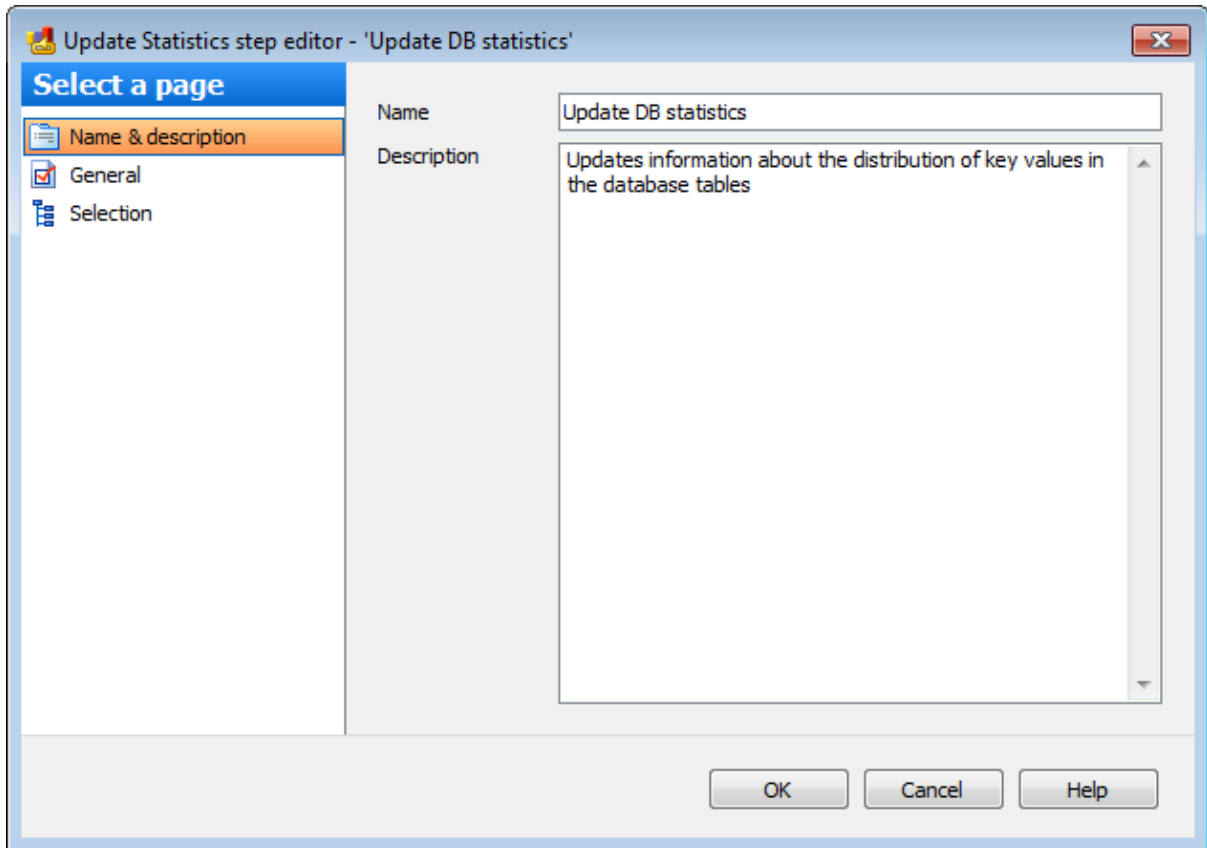 Update Statistics step editor - 'Update DB statistics'
Select a page
Name & description
General
Selection
Name
Update DB statistics
Description
Updates information about the distribution of key values in
the database tables
OK
Cancel
Help